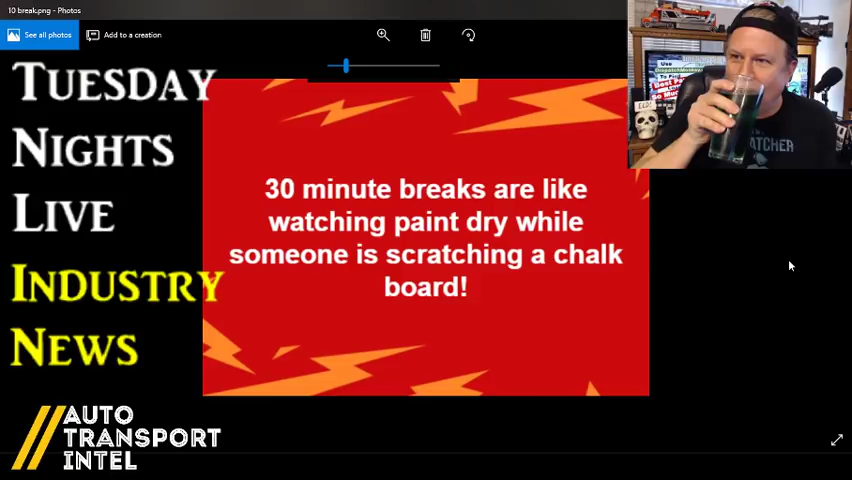 10 break.png - Photos
See all photos
Add to a creation
TUESDAY
NIGHTS
LIVE
INDUSTRY
NEWS
30 minute breaks are like
watching paint dry while
someone is scratching a chalk
board!
AUTO
TRANSPORT
INTEL